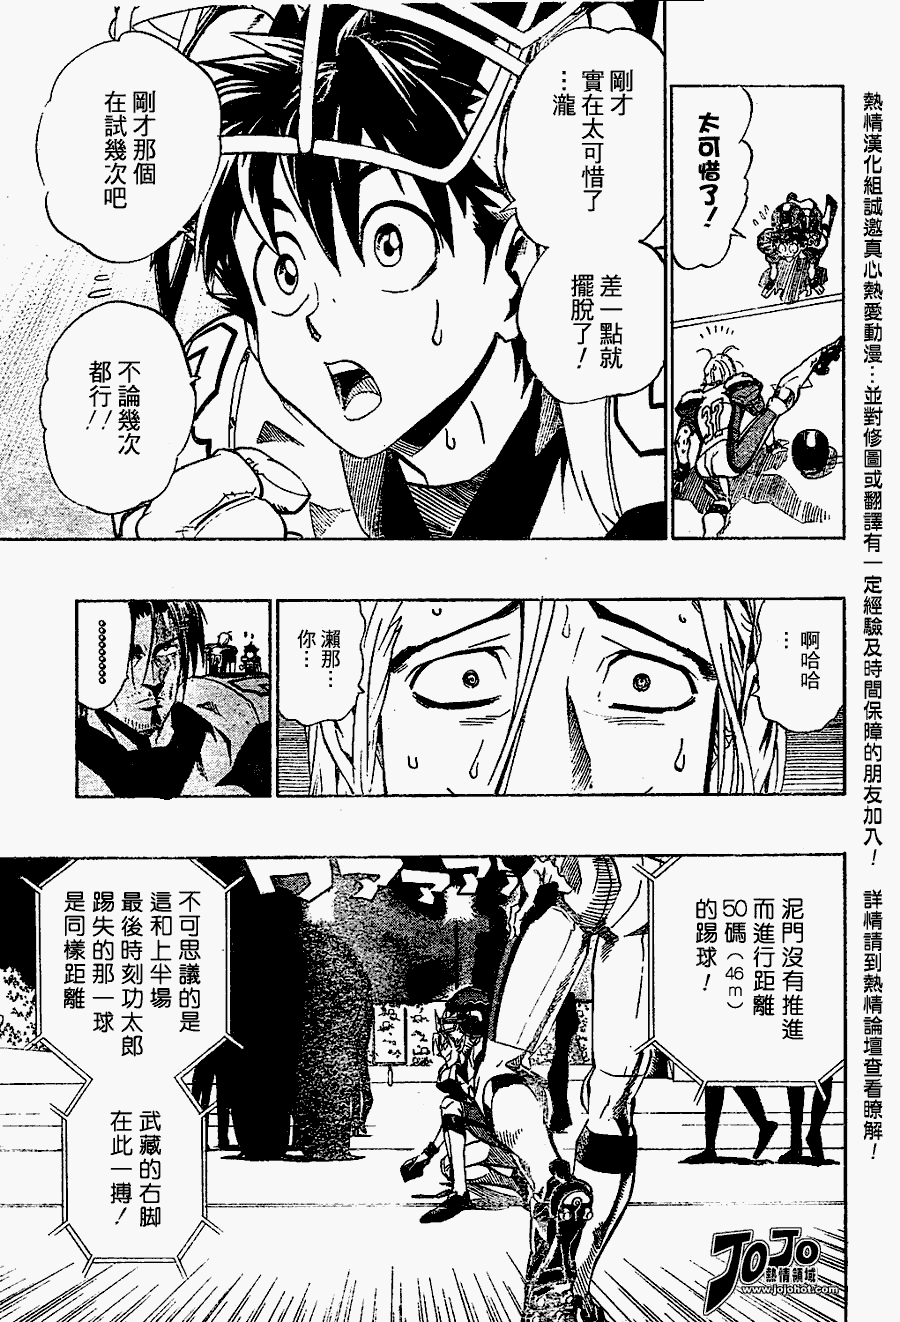 太可惜了！
剛才
實在太可惜了
…瀧
差一點就
擺脫了！
剛才那個
在試幾次吧
不論幾次
都行！！
啊哈哈
…
瀨那…
你…
…………
泥門沒有推進
而進行距離
50碼（46m）
的踢球！
不可思議的是
這和上半場
最後時刻功太郎
踢失的那一球
是同樣距離
武藏的右脚
在此一搏！
熱情漢化組誠邀真心熱愛動漫…並對修圖或翻譯有一定經驗及時間保障的朋友加入！ 詳情請到熱情論壇查看瞭解！
JOJO
熱情領域
www.jojohot.com